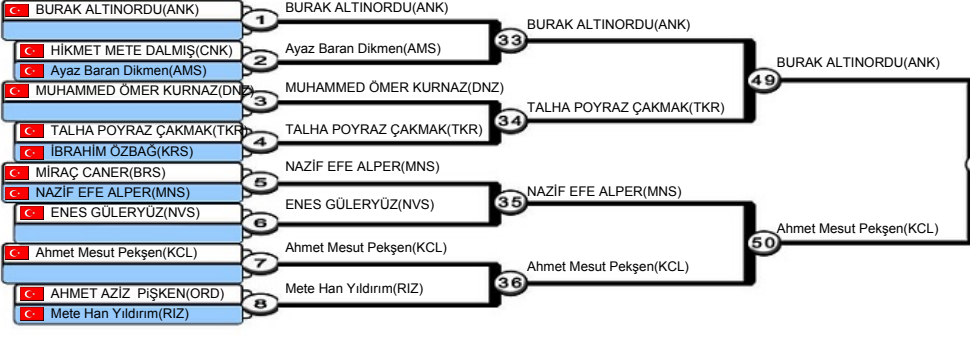 BURAK ALTINORDU(ANK)
1
HİKMET METE DALMIŞ(CNK)
2
Ayaz Baran Dikmen(AMS)
MUHAMMED ÖMER KURNAZ(DNZ)
3
TALHA POYRAZ ÇAKMAK(TKR)
4
İBRAHİM ÖZBAĞ(KRS)
MİRAÇ CANER(BRS)
5
NAZİF EFE ALPER(MNS)
ENES GÜLERYÜZ(NVS)
6
Ahmet Mesut Pekşen(KCL)
7
AHMET AZİZ PiŞKEN(ORD)
8
Mete Han Yıldırım(RIZ)
BURAK ALTINORDU(ANK)
33
Ayaz Baran Dikmen(AMS)
MUHAMMED ÖMER KURNAZ(DNZ)
34
TALHA POYRAZ ÇAKMAK(TKR)
NAZİF EFE ALPER(MNS)
35
ENES GÜLERYÜZ(NVS)
Ahmet Mesut Pekşen(KCL)
36
Mete Han Yıldırım(RIZ)
BURAK ALTINORDU(ANK)
49
TALHA POYRAZ ÇAKMAK(TKR)
NAZİF EFE ALPER(MNS)
50
Ahmet Mesut Pekşen(KCL)
BURAK ALTINORDU(ANK)
Ahmet Mesut Pekşen(KCL)